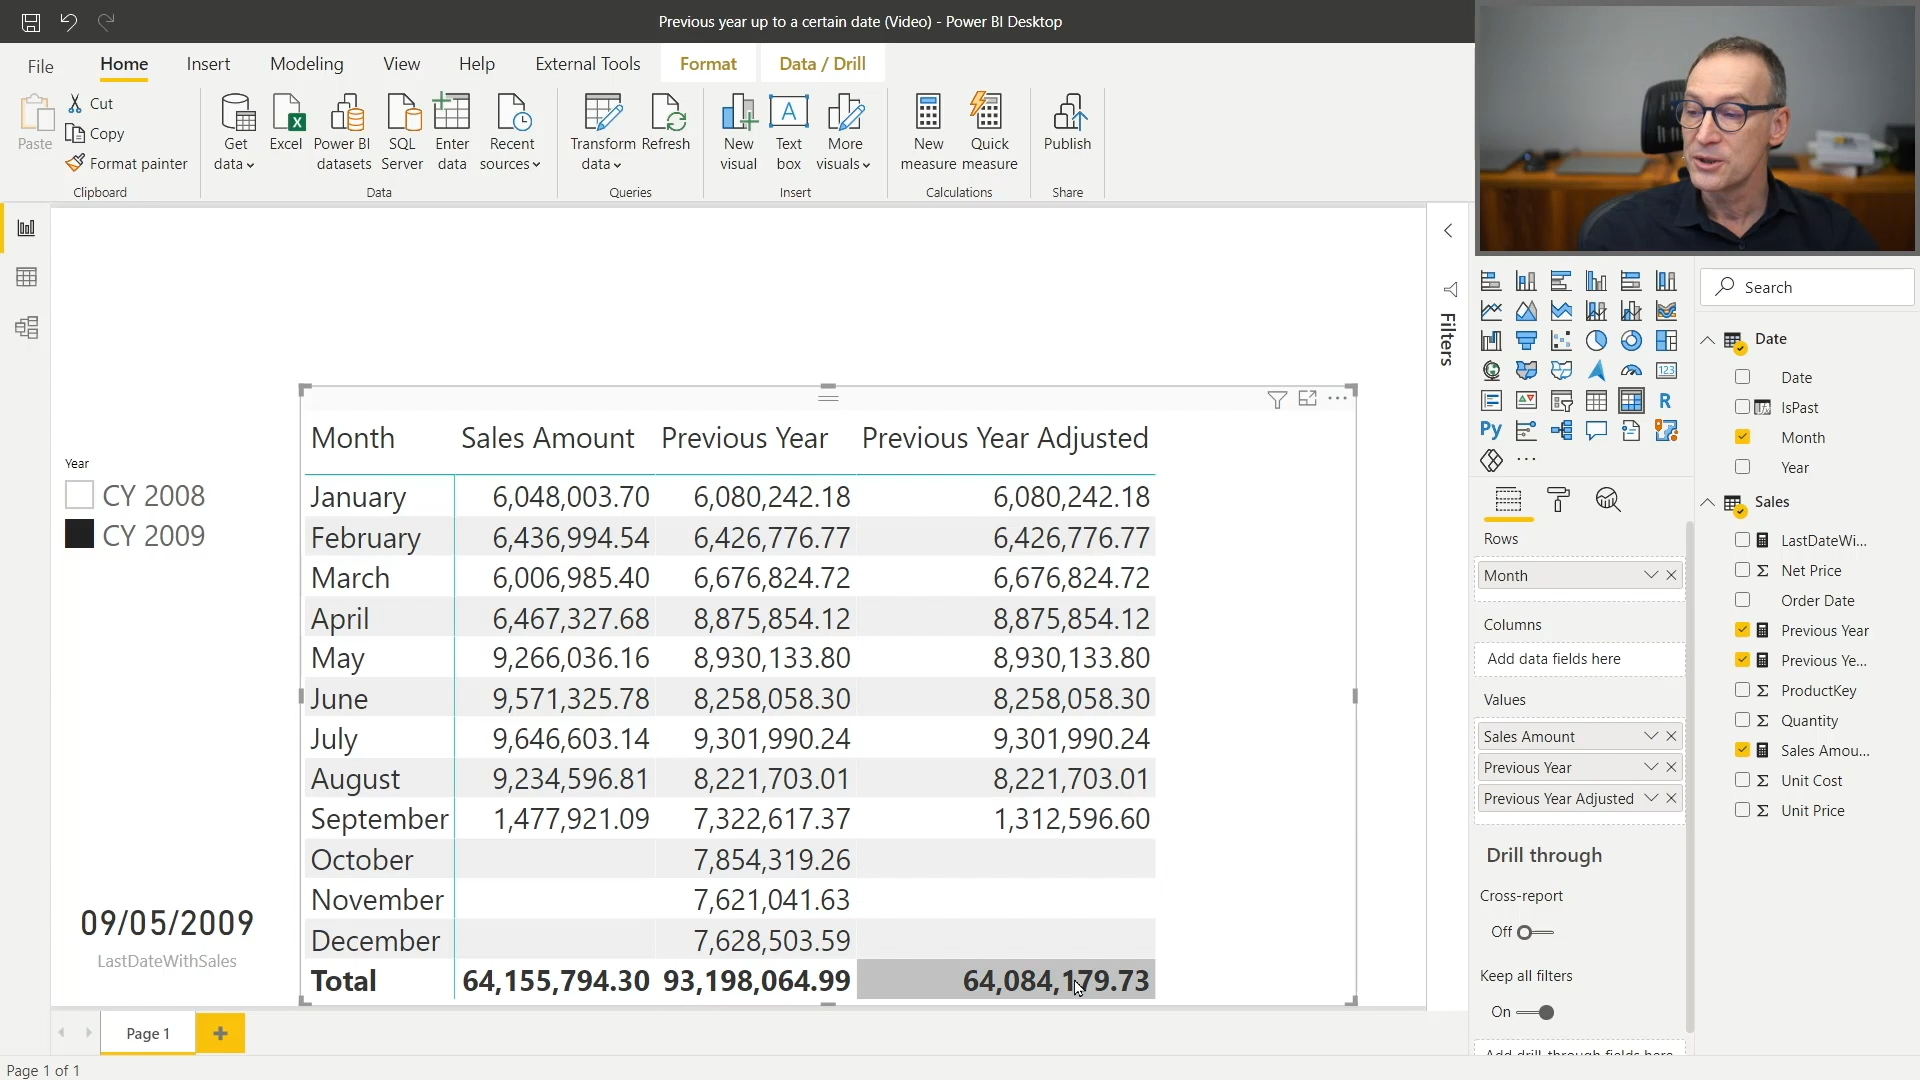 Previous year up to a certain date (Video) - Power BI Desktop
File Home Insert Modeling View Help External Tools Format Data / Drill
Paste
Cut
Copy
Format painter
Clipboard
Get data
Excel
Power BI datasets
SQL Server
Enter data
Recent sources
Data
Transform data
Refresh
Queries
New visual
Text box
More visuals
Insert
New measure
Quick measure
Calculations
Publish
Share
Year
CY 2008
CY 2009
09/05/2009
LastDateWithSales
Month Sales Amount Previous Year Previous Year Adjusted
January 6,048,003.70 6,080,242.18 6,080,242.18
February 6,436,994.54 6,426,776.77 6,426,776.77
March 6,006,985.40 6,676,824.72 6,676,824.72
April 6,467,327.68 8,875,854.12 8,875,854.12
May 9,266,036.16 8,930,133.80 8,930,133.80
June 9,571,325.78 8,258,058.30 8,258,058.30
July 9,646,603.14 9,301,990.24 9,301,990.24
August 9,234,596.81 8,221,703.01 8,221,703.01
September 1,477,921.09 7,322,617.37 1,312,596.60
October 7,854,319.26
November 7,621,041.63
December 7,628,503.59
Total 64,155,794.30 93,198,064.99 64,084,179.73
Filters
123
R
Py
Rows
Month
Columns
Add data fields here
Values
Sales Amount
Previous Year
Previous Year Adjusted
Drill through
Cross-report
Off
Keep all filters
On
Add drill-through fields here
Search
Date
Date
IsPast
Month
Year
Sales
LastDateWi...
Net Price
Order Date
Previous Year
Previous Ye...
ProductKey
Quantity
Sales Amou...
Unit Cost
Unit Price
Page 1
Page 1 of 1